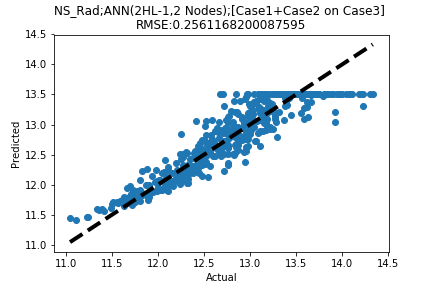 NS_Rad;ANN(2HL-1,2 Nodes);[Case1+Case2 on Case3]
RMSE:0.2561168200087595
14.5
14.0
13.5
13.0
12.5
12.0
11.5
11.0
Predicted
11.0 11.5 12.0 12.5 13.0 13.5 14.0 14.5
Actual